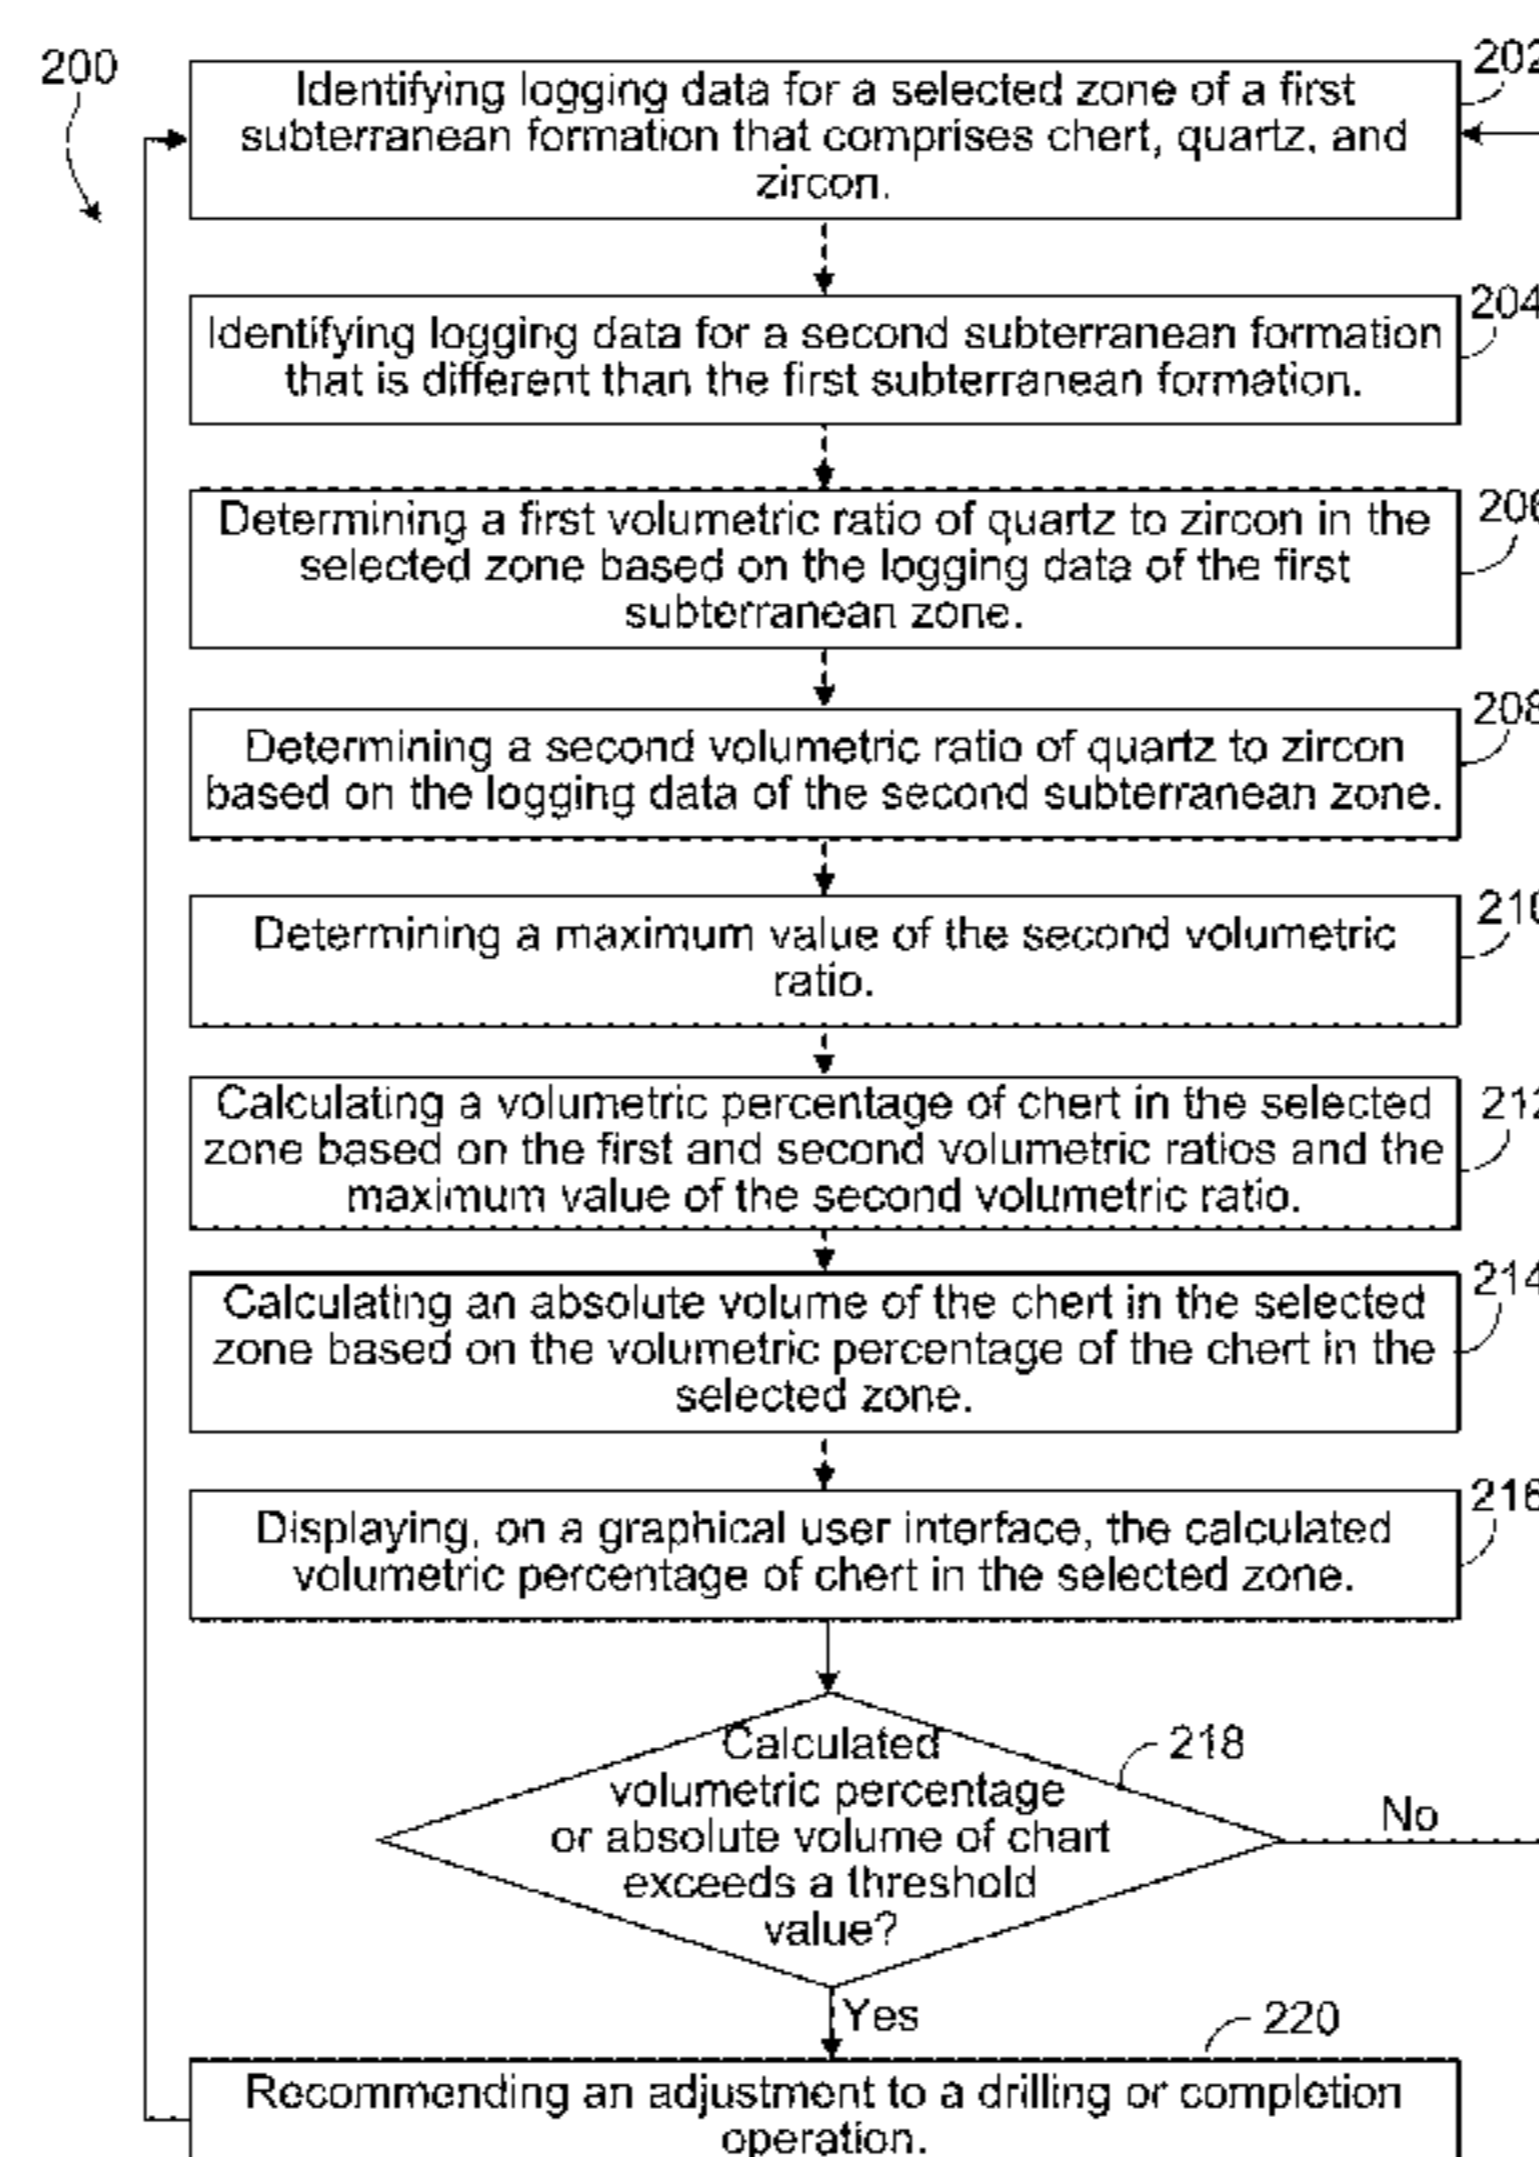 200
202
Identifying logging data for a selected zone of a first
subterranean formation that comprises chert, quartz, and
zircon.
204
Identifying logging data for a second subterranean formation
that is different than the first subterranean formation.
206
Determining a first volumetric ratio of quartz to zircon in the
selected zone based on the logging data of the first
subterranean zone.
208
Determining a second volumetric ratio of quartz to zircon
based on the logging data of the second subterranean zone.
210
Determining a maximum value of the second volumetric
ratio.
212
Calculating a volumetric percentage of chert in the selected
zone based on the first and second volumetric ratios and the
maximum value of the second volumetric ratio.
214
Calculating an absolute volume of the chert in the selected
zone based on the volumetric percentage of the chert in the
selected zone.
216
Displaying, on a graphical user interface, the calculated
volumetric percentage of chert in the selected zone.
218
Calculated
volumetric percentage
or absolute volume of chart
exceeds a threshold
value?
No
Yes
220
Recommending an adjustment to a drilling or completion
operation.